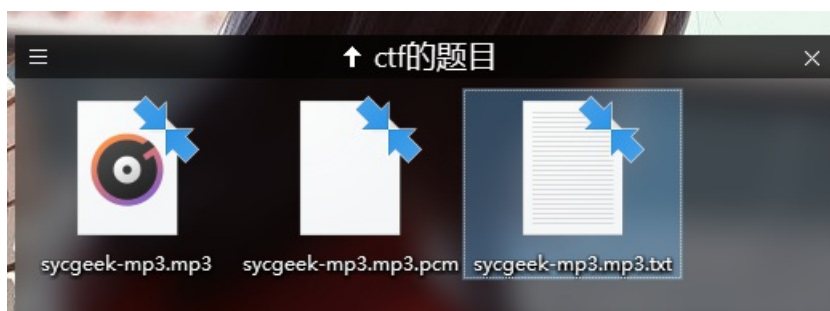 ctf的题目
sycgeek-mp3.mp3
sycgeek-mp3.mp3.pcm
sycgeek-mp3.mp3.txt